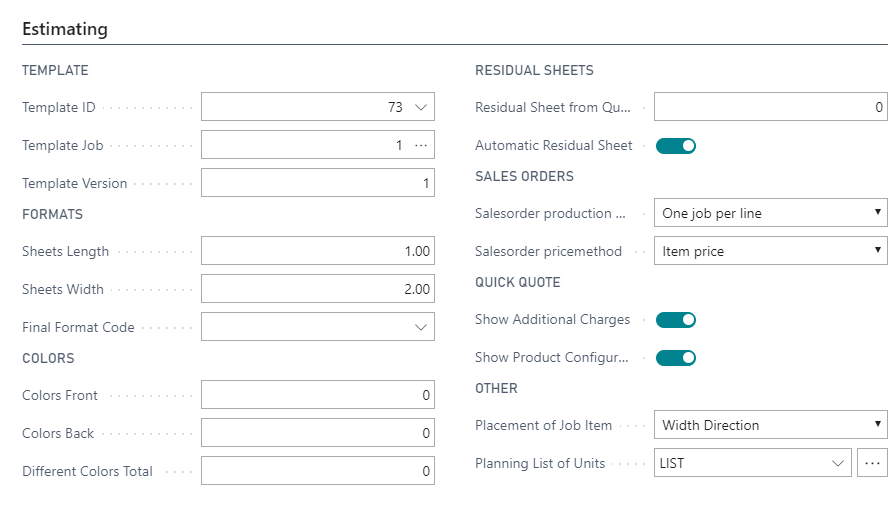 Estimating
TEMPLATE
Template ID 73
Template Job 1 ...
Template Version 1
FORMATS
Sheets Length 1.00
Sheets Width 2.00
Final Format Code
COLORS
Colors Front 0
Colors Back 0
Different Colors Total 0
RESIDUAL SHEETS
Residual Sheet from Qu... 0
Automatic Residual Sheet
SALES ORDERS
Salesorder production ... One job per line
Salesorder pricemethod Item price
QUICK QUOTE
Show Additional Charges
Show Product Configur...
OTHER
Placement of Job Item Width Direction
Planning List of Units LIST ...